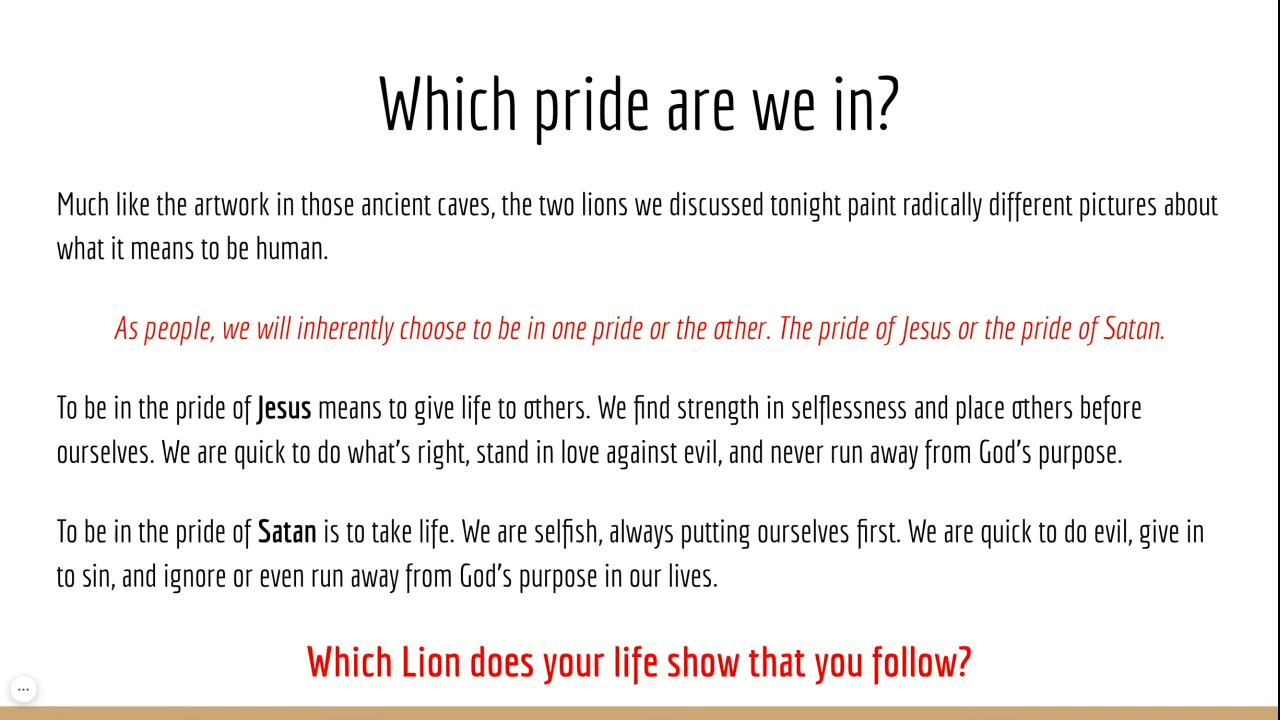 Which pride are we in?
Much like the artwork in those ancient caves, the two lions we discussed tonight paint radically different pictures about
what it means to be human.
As people, we will inherently choose to be in one pride or the other. The pride of Jesus or the pride of Satan.
To be in the pride of Jesus means to give life to others. We find strength in selflessness and place others before
ourselves. We are quick to do what's right, stand in love against evil, and never run away from God's purpose.
To be in the pride of Satan is to take life. We are selfish, always putting ourselves first. We are quick to do evil, give in
to sin, and ignore or even run away from God's purpose in our lives.
Which Lion does your life show that you follow?